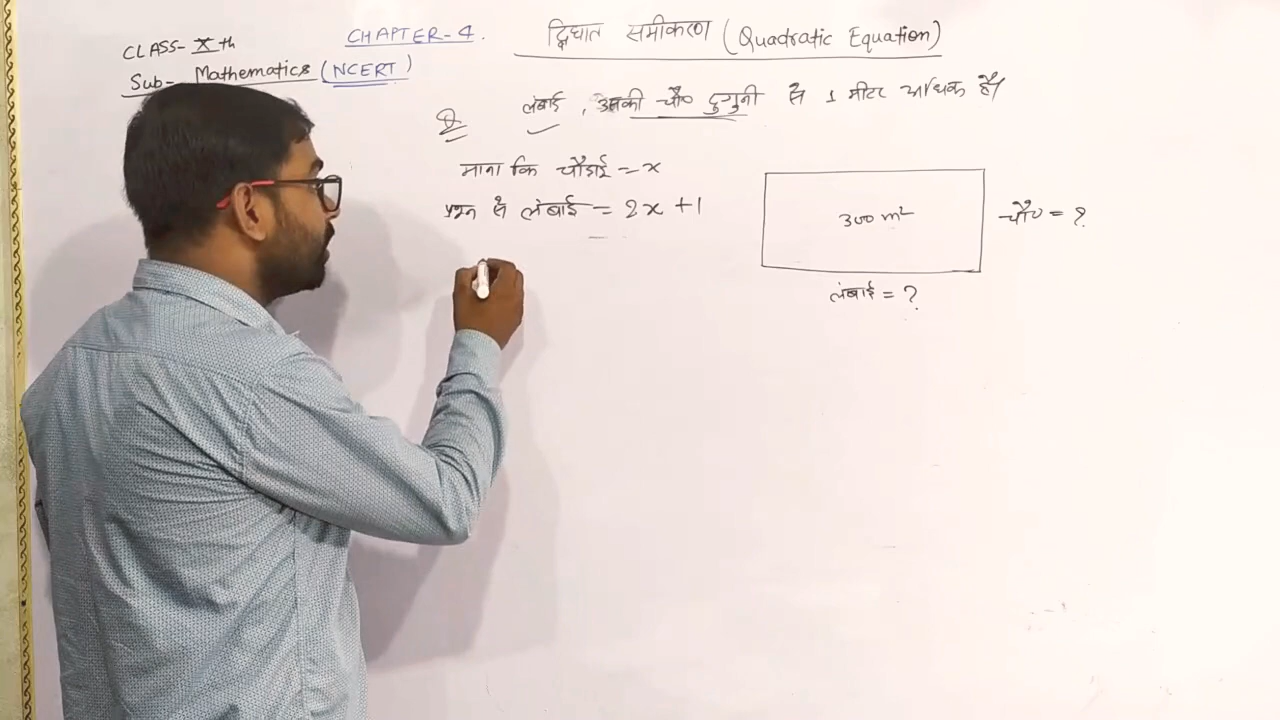 CLASS- X th
Sub- Mathematics (NCERT)
CHAPTER-4.
द्विघात समीकरण (Quadratic Equation)
Q लंबाई, उसकी चौ० दुगुनी से 1 मीटर अधिक है।
माना कि चौड़ाई = x
प्रश्न से लंबाई = 2x + 1
300 m²
चौ० = ?
लंबाई = ?